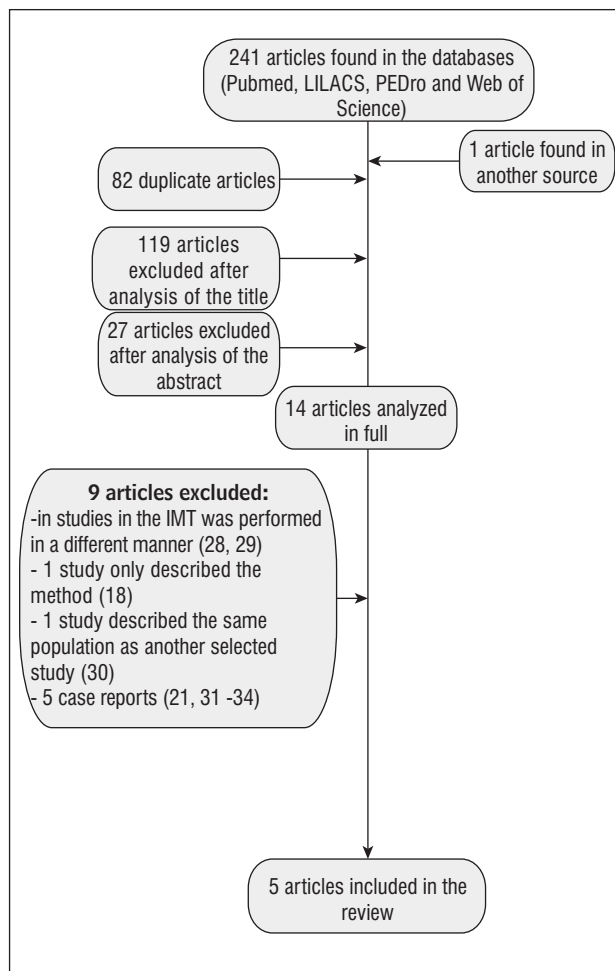 241 articles found in the databases
(Pubmed, LILACS, PEDro and Web of
Science)
1 article found in
another source
82 duplicate articles
119 articles
excluded after
analysis of the title
27 articles excluded
after analysis of the
abstract
14 articles analyzed
in full
9 articles excluded:
-in studies in the IMT was performed
in a different manner (28, 29)
- 1 study only described the
method (18)
- 1 study described the same
population as another selected
study (30)
- 5 case reports (21, 31 -34)
5 articles included in the
review